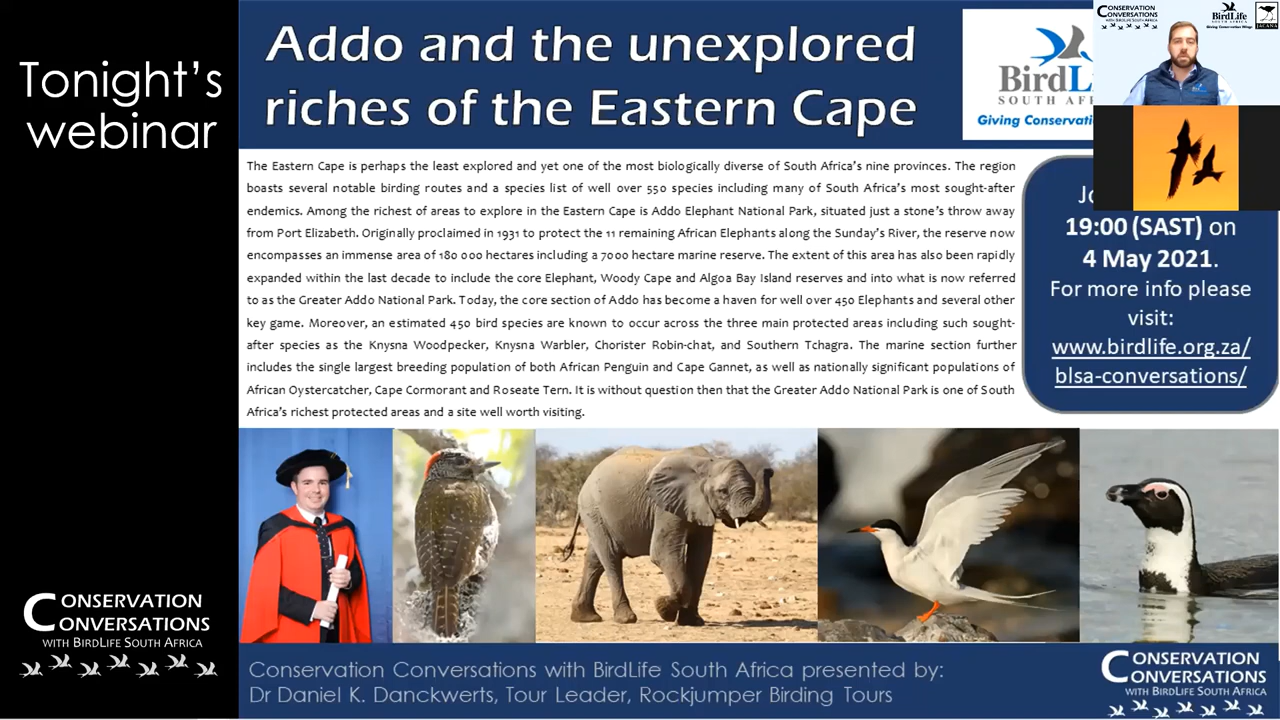 Tonight's
webinar
Addo and the unexplored
riches of the Eastern Cape
BirdLife
SOUTH
Giving
The Eastern Cape is perhaps the least explored and yet one of the most biologically diverse of South Africa's nine provinces. The region
boasts several notable birding routes and a species list of well over 550 species including many of South Africa's most sought-after
endemics. Among the richest of areas to explore in the Eastern Cape is Addo Elephant National Park, situated just a stone's throw away
from Port Elizabeth. Originally proclaimed in 1931 to protect the 11 remaining African Elephants along the Sunday's River, the reserve now
encompasses an immense area of 180 000 hectares including a 7000 hectare marine reserve. The extent of this area has also been rapidly
expanded within the last decade to include the core Elephant, Woody Cape and Algoa Bay Island reserves and into what is now referred
to as the Greater Addo National Park. Today, the core section of Addo has become a haven for well over 450 Elephants and several other
key game. Moreover, an estimated 450 bird species are known to occur across the three main protected areas including such sought-
after species as the Knysna Woodpecker, Knysna Warbler, Chorister Robin-chat, and Southern Tchagra. The marine section further
includes the single largest breeding population of both African Penguin and Cape Gannet, as well as nationally significant populations of
African Oystercatcher, Cape Cormorant and Roseate Tern. It is without question then that the Greater Addo National Park is one of South
Africa's richest protected areas and a site well worth visiting.
CONSERVATION
CONVERSATIONS
WITH BIRDLIFE SOUTH AFRICA
BirdLife
SOUTH AFRICA
Giving Conservation Wings
JACANA
19:00 (SAST) on
4 May 2021.
For more info please
visit:
www.birdlife.org.za/
blsa-conversations/
CONSERVATION
CONVERSATIONS
WITH BIRDLIFE SOUTH AFRICA
Conservation Conversations with BirdLife South Africa presented by:
Dr Daniel K. Danckwerts, Tour Leader, Rockjumper Birding Tours
CONSERVATION
CONVERSATIONS
WITH BIRDLIFE SOUTH AFRICA